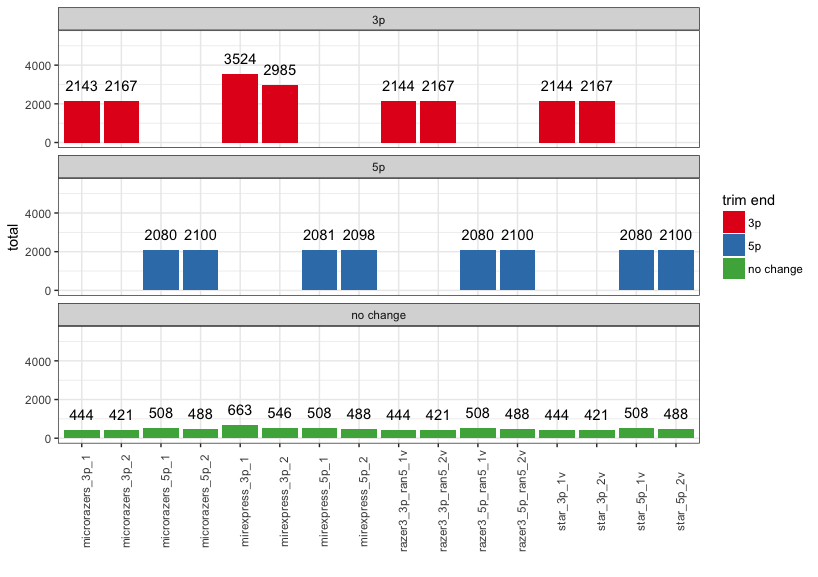 3p
4000
2000
0
2143 2167 3524 2985 2144 2167 2144 2167
5p
4000
2000
0
2080 2100 2081 2098 2080 2100 2080 2100
no change
4000
2000
0
444 421 508 488 663 546 508 488 444 421 508 488 444 421 508 488
total
microrazers_3p_1
microrazers_3p_2
microrazers_5p_1
microrazers_5p_2
mirexpress_3p_1
mirexpress_3p_2
mirexpress_5p_1
mirexpress_5p_2
razer3_3p_ran5_1v
razer3_3p_ran5_2v
razer3_5p_ran5_1v
razer3_5p_ran5_2v
star_3p_1v
star_3p_2v
star_5p_1v
star_5p_2v
trim end
3p
5p
no change